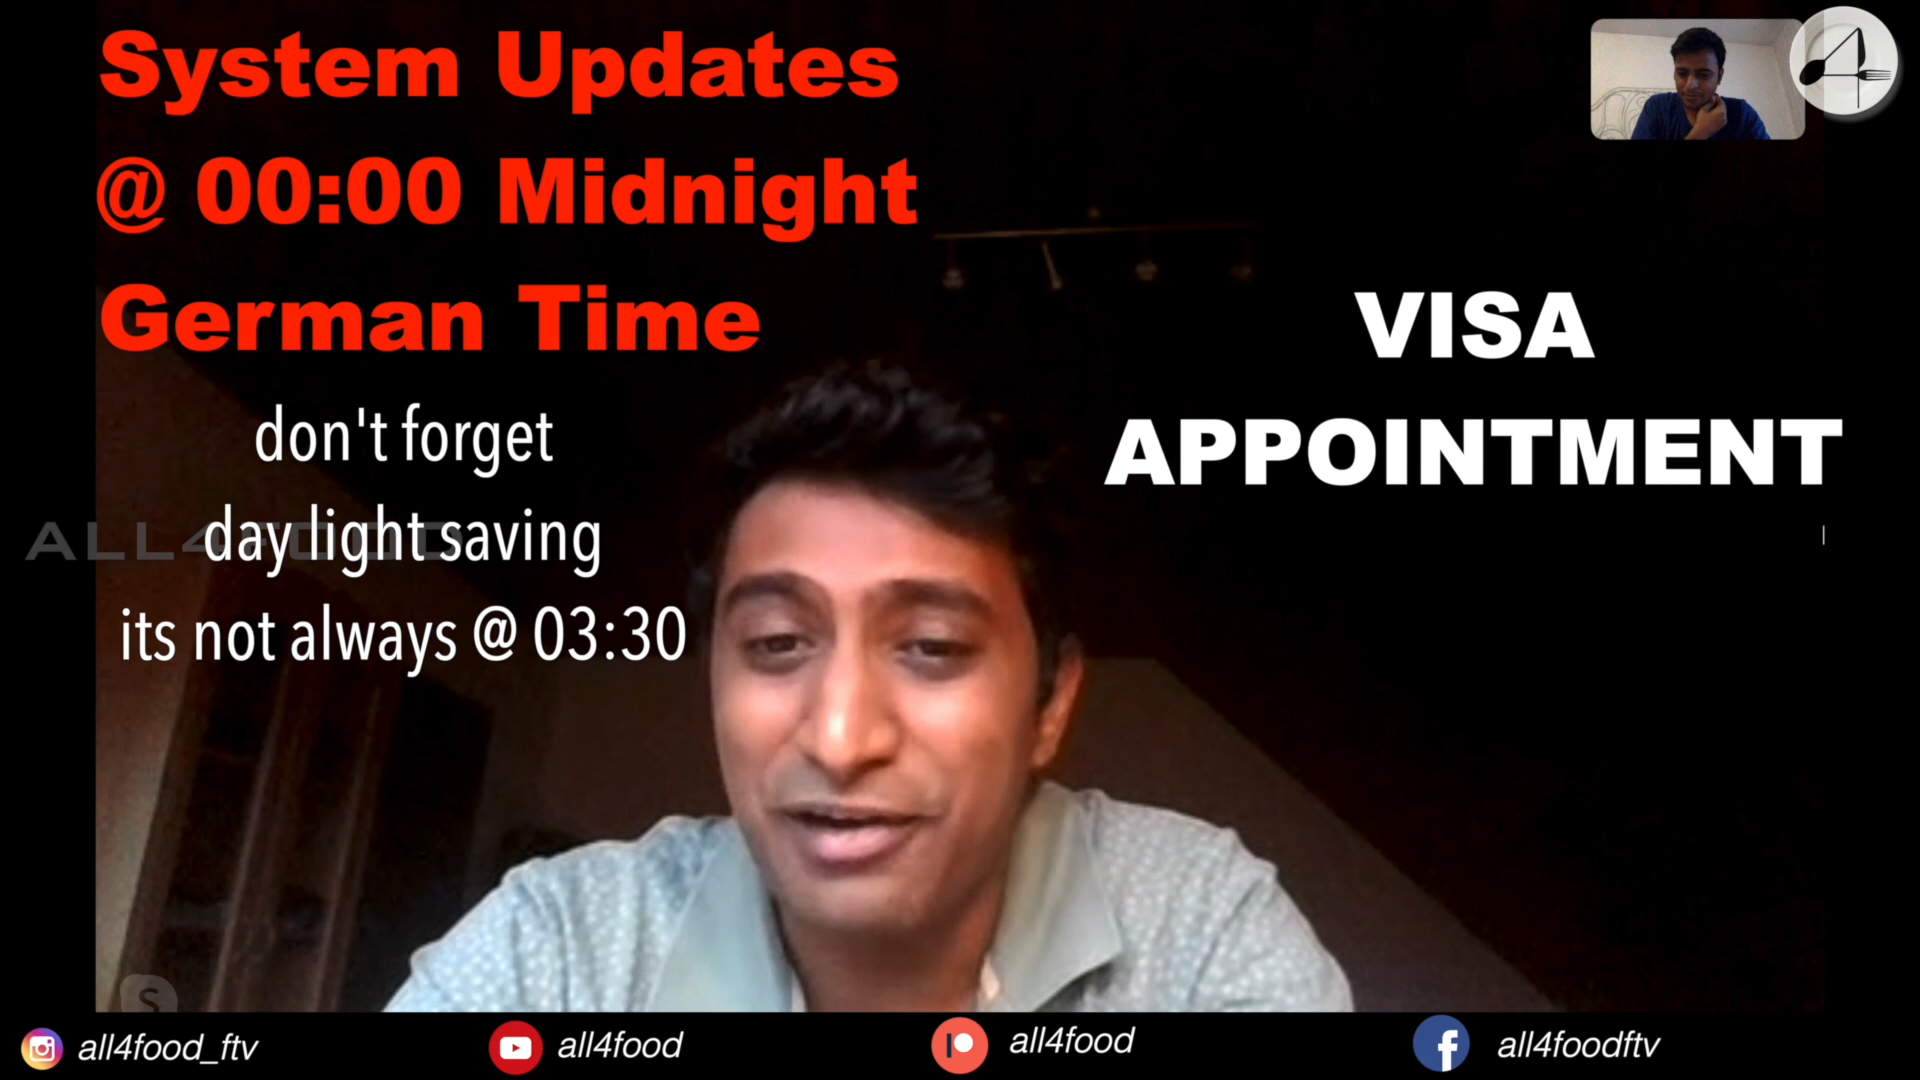 System Updates
@ 00:00 Midnight
German Time
don't forget
day light saving
its not always @ 03:30
VISA
APPOINTMENT
ALL4FOOD
all4food_ftv
all4food
all4food
all4foodftv